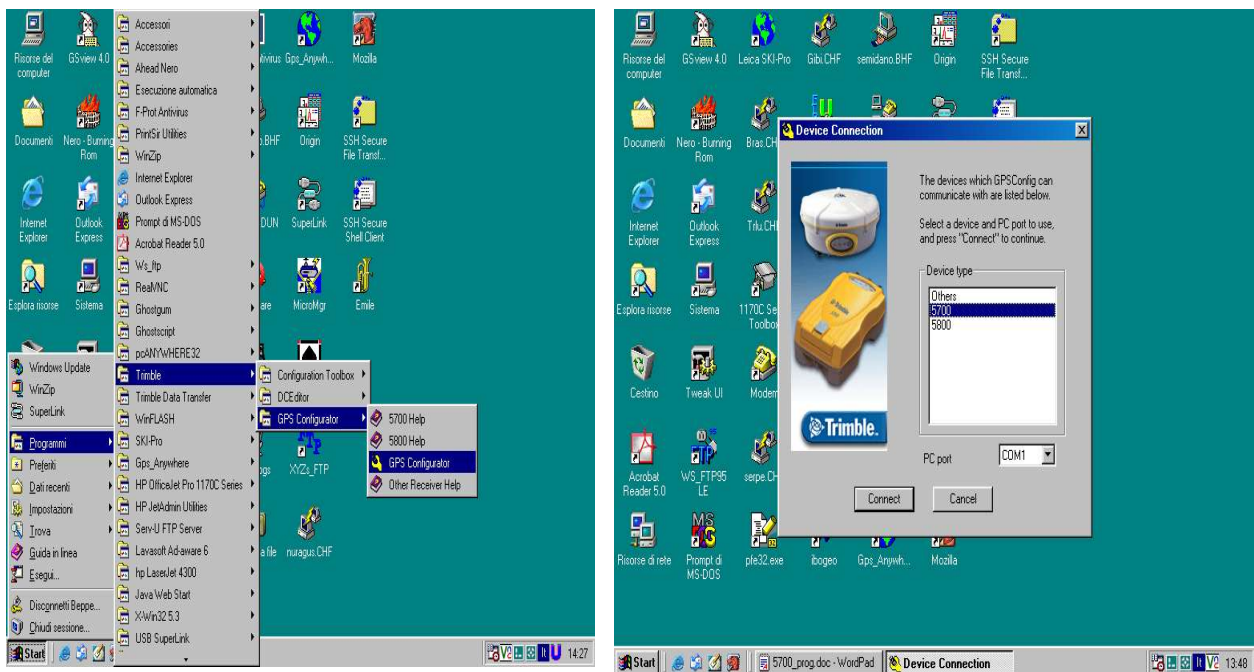 Risorse del
computer
GSview 4.0
Gps_Anywh...
Mozilla
Documenti
Nero - Burning
Rom
Origin
SSH Secure
File Transf...
Internet
Explorer
Outlook
Express
SuperLink
SSH Secure
Shell Client
Esplora risorse
Sistema
MicroMgr
Emile
XYZs_FTP
nuragus.CHF
Windows Update
WinZip
SuperLink
Programmi
Preferiti
Dati recenti
Impostazioni
Trova
Guida in linea
Esegui...
Disconnetti Beppe...
Chiudi sessione...
Accessori
Accessories
Ahead Nero
Esecuzione automatica
F-Prot Antivirus
PrintSir Utilities
WinZip
Internet Explorer
Outlook Express
Prompt di MS-DOS
Acrobat Reader 5.0
Ws_ftp
RealVNC
Ghostgum
Ghostscript
pcANYWHERE32
Trimble
Trimble Data Transfer
WinFLASH
SKI-Pro
Gps_Anywhere
HP OfficeJet Pro 1170C Series
HP JetAdmin Utilities
Serv-U FTP Server
Lavasoft Ad-aware 6
hp LaserJet 4300
Java Web Start
X-Win32 5.3
USB SuperLink
Configuration Toolbox
DCEditor
GPS Configurator
5700 Help
5800 Help
GPS Configurator
Other Receiver Help
Start
14:27
Risorse del
computer
GSview 4.0
Leica SKI-Pro
Gibi.CHF
semidano.BHF
Origin
SSH Secure
File Transf...
Documenti
Nero - Burning
Rom
Bras.CH
Internet
Explorer
Outlook
Express
Esplora risorse
Sistema
1170C Se
Toolbo
Cestino
Tweak UI
Modem
Acrobat
Reader 5.0
WS_FTP95
LE
serpe.CH
Risorse di rete
Prompt di
MS-DOS
pfe32.exe
ibogeo
Gps_Anywh...
Mozilla
Device Connection
The devices which GPSConfig can
communicate with are listed below.
Select a device and PC port to use,
and press "Connect" to continue.
Device type
Others
5700
5800
Trimble.
PC port
COM1
Connect
Cancel
Start
5700_prog.doc - WordPad
Device Connection
13:48